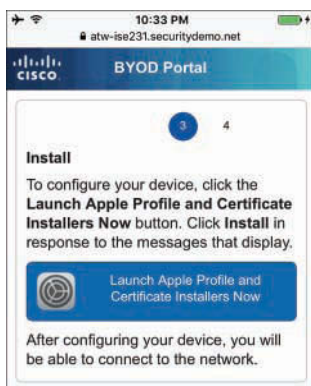 10:33 PM
atw-ise231.securitydemo.net
CISCO
BYOD Portal
3 4
Install
To configure your device, click the
Launch Apple Profile and Certificate
Installers Now button. Click Install in
response to the messages that display.
Launch Apple Profile and
Certificate Installers Now
After configuring your device, you will
be able to connect to the network.